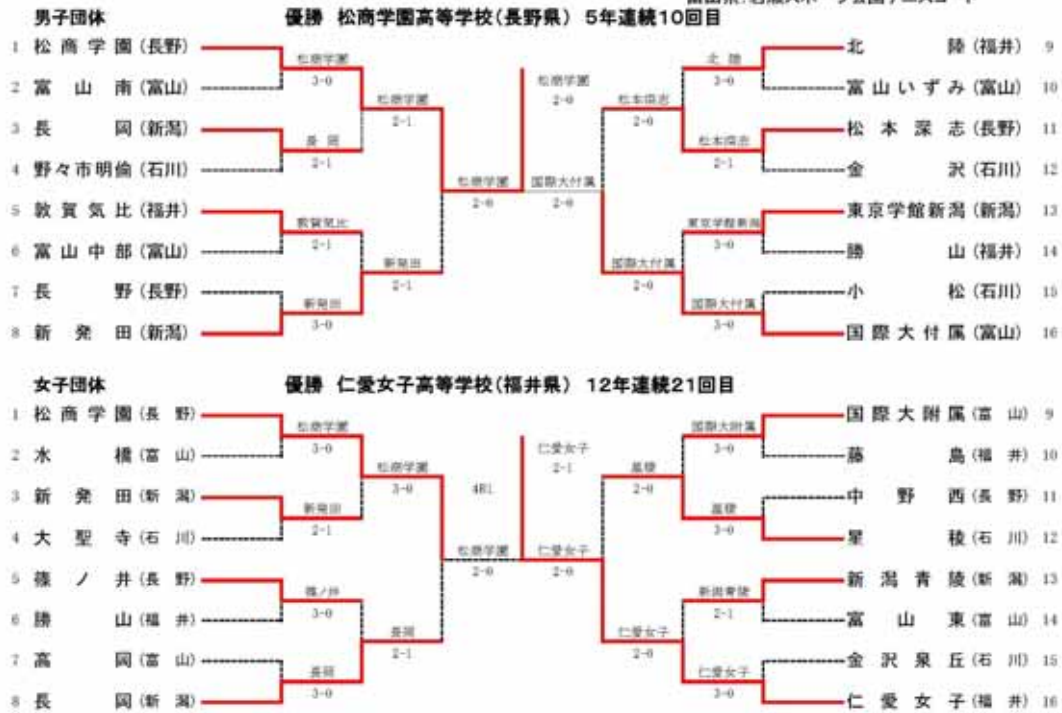 男子団体
優勝 松商学園高等学校(長野県) 5年連続10回目
1 松商学園(長野)
2 富山南(富山)
3 長岡(新潟)
4 野々市明倫(石川)
5 敦賀気比(福井)
6 富山中部(富山)
7 長野(長野)
8 新発田(新潟)
松商学園
3-0
長岡
2-1
敦賀気比
2-1
新発田
3-0
松商学園
2-1
新発田
2-1
松商学園
2-0
松商学園
2-0
国際大付属
2-0
松本深志
2-0
国際大付属
2-0
北陸
3-0
松本深志
2-1
東京学館新潟
3-0
国際大付属
3-0
北陸(福井) 9
富山いずみ(富山) 10
松本深志(長野) 11
金沢(石川) 12
東京学館新潟(新潟) 13
勝山(福井) 14
小松(石川) 15
国際大付属(富山) 16
女子団体
優勝 仁愛女子高等学校(福井県) 12年連続21回目
1 松商学園(長野)
2 水橋(富山)
3 新発田(新潟)
4 大聖寺(石川)
5 篠ノ井(長野)
6 勝山(福井)
7 高岡(富山)
8 長岡(新潟)
松商学園
3-0
新発田
2-1
篠ノ井
3-0
長岡
3-0
松商学園
3-0
長岡
2-1
松商学園
2-0
4R1
仁愛女子
2-1
仁愛女子
2-0
星稜
2-0
仁愛女子
2-0
国際大附属
3-0
星稜
3-0
新潟青陵
2-1
仁愛女子
3-0
国際大附属(富山) 9
藤島(福井) 10
中野西(長野) 11
星稜(石川) 12
新潟青陵(新潟) 13
富山東(富山) 14
金沢泉丘(石川) 15
仁愛女子(福井) 16